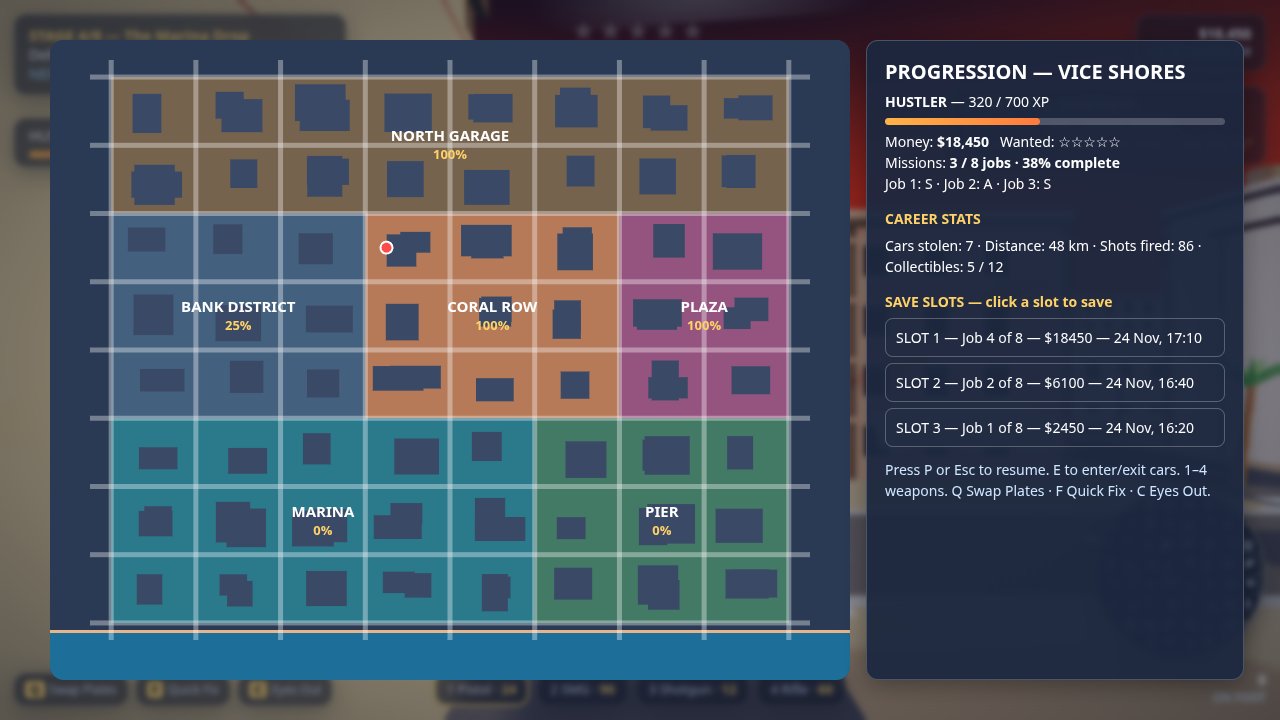 NORTH GARAGE
100%
BANK DISTRICT
25%
CORAL ROW
100%
PLAZA
100%
MARINA
0%
PIER
0%
PROGRESSION — VICE SHORES
HUSTLER — 320 / 700 XP
Money: $18,450 Wanted: ☆☆☆☆☆
Missions: 3 / 8 jobs · 38% complete
Job 1: S · Job 2: A · Job 3: S
CAREER STATS
Cars stolen: 7 · Distance: 48 km · Shots fired: 86 ·
Collectibles: 5 / 12
SAVE SLOTS — click a slot to save
SLOT 1 — Job 4 of 8 — $18450 — 24 Nov, 17:10
SLOT 2 — Job 2 of 8 — $6100 — 24 Nov, 16:40
SLOT 3 — Job 1 of 8 — $2450 — 24 Nov, 16:20
Press P or Esc to resume. E to enter/exit cars. 1–4
weapons. Q Swap Plates · F Quick Fix · C Eyes Out.